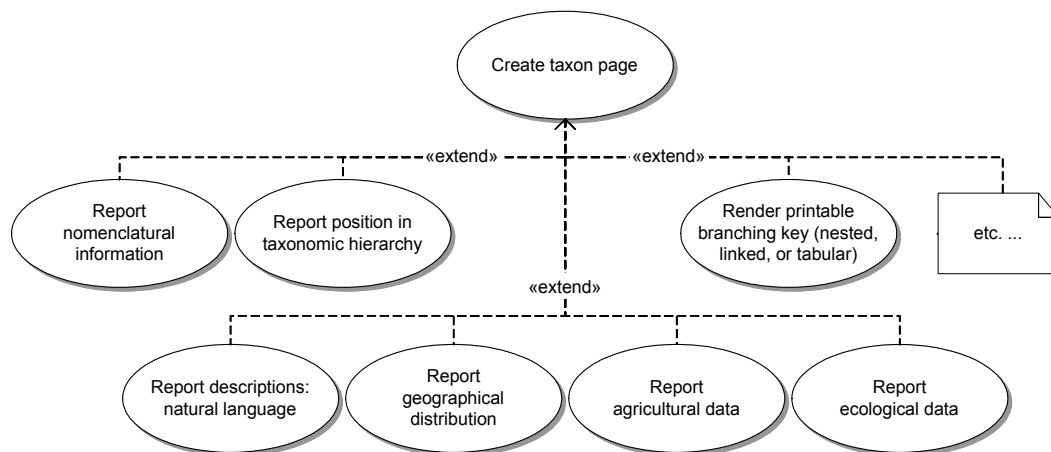 Create taxon page
«extend»
«extend»
Report
nomenclatural
information
Report position in
taxonomic hierarchy
Render printable
branching key (nested,
linked, or tabular)
etc. ...
«extend»
Report descriptions:
natural language
Report
geographical
distribution
Report
agricultural data
Report
ecological data